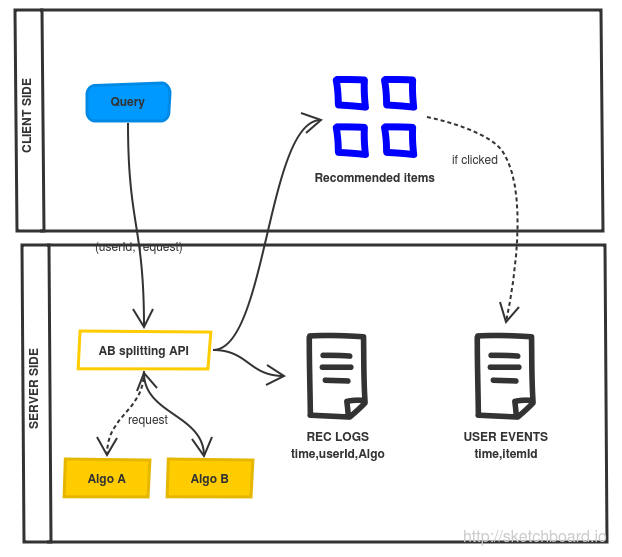 CLIENT SIDE
Query
if clicked
Recommended items
(userId, request)
SERVER SIDE
AB splitting API
request
REC LOGS
time,userId,Algo
USER EVENTS
time,itemId
Algo A
Algo B
http://sketchboard.io